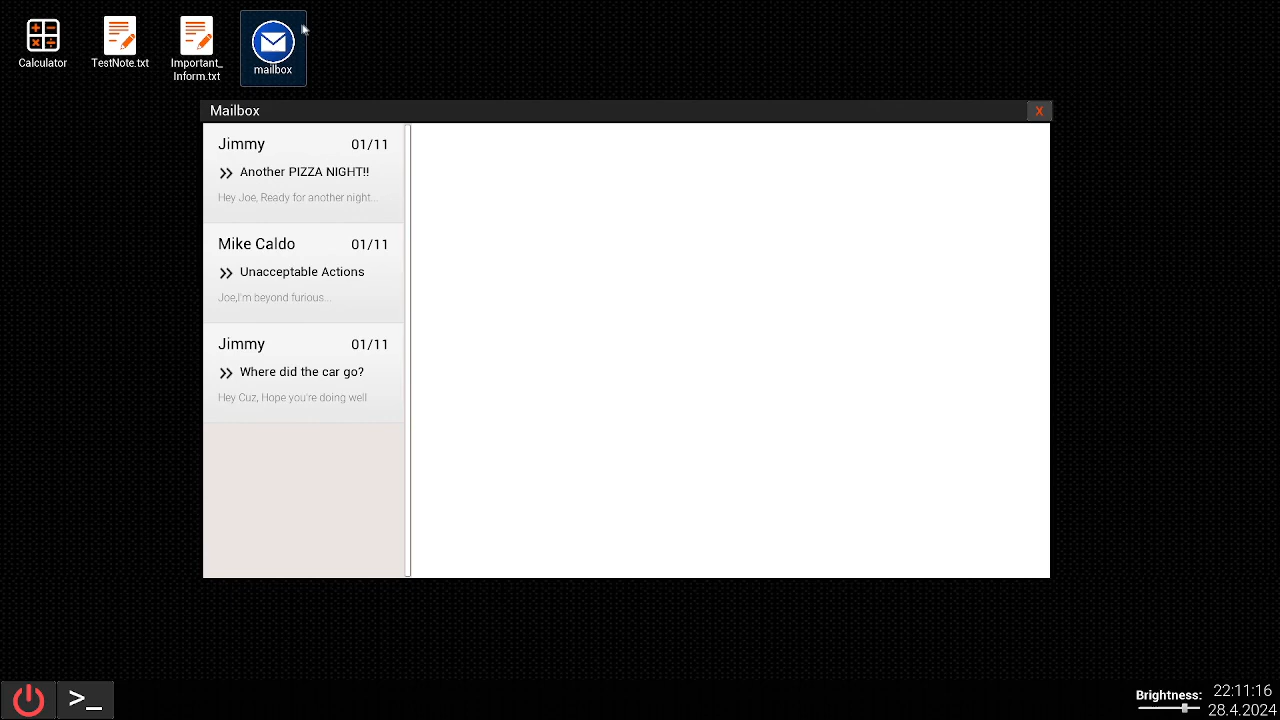 Calculator
TestNote.txt
Important_
Inform.txt
mailbox
Mailbox
X
Jimmy 01/11
Another PIZZA NIGHT!!
Hey Joe, Ready for another night...
Mike Caldo 01/11
Unacceptable Actions
Joe,I'm beyond furious...
Jimmy 01/11
Where did the car go?
Hey Cuz, Hope you're doing well
>_
Brightness:
22:11:16
28.4.2024